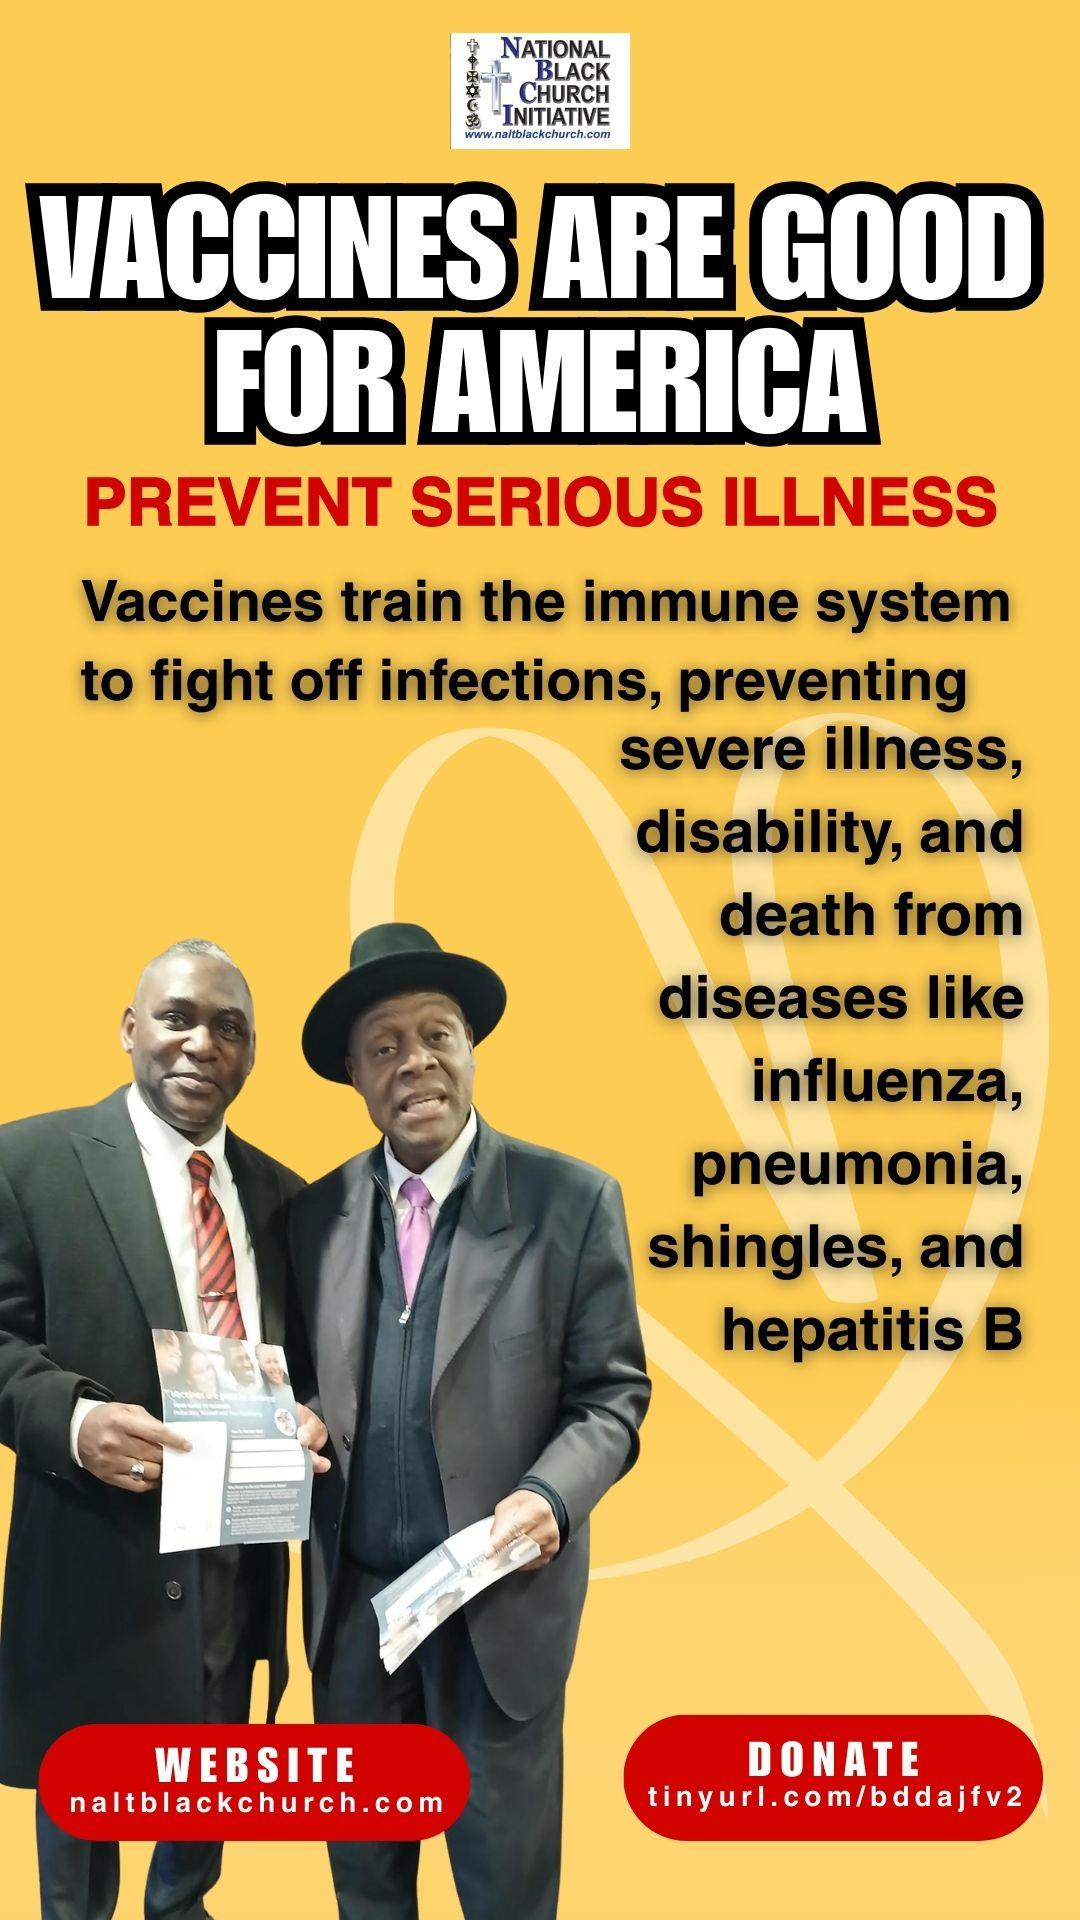 NATIONAL
BLACK
CHURCH
INITIATIVE
www.naltblackchurch.com
VACCINES ARE GOOD
FOR AMERICA
PREVENT SERIOUS ILLNESS
Vaccines train the immune system
to fight off infections, preventing
severe illness,
disability, and
death from
diseases like
influenza,
pneumonia,
shingles, and
hepatitis B
WEBSITE
naltblackchurch.com
DONATE
tinyurl.com/bddajfv2